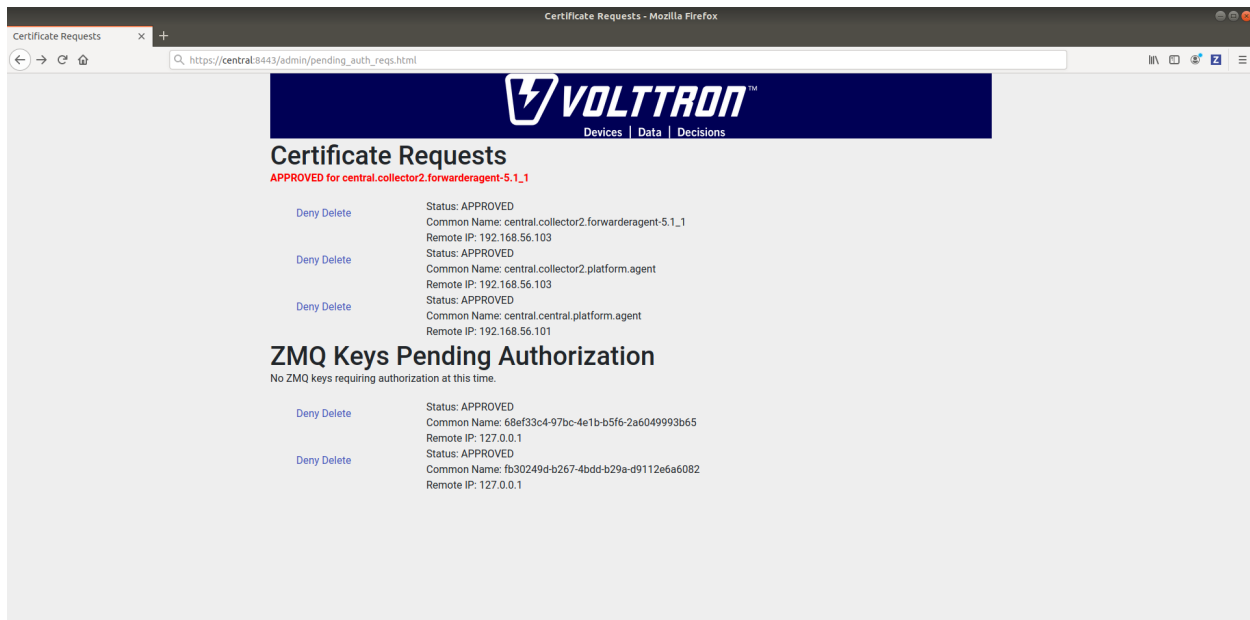 Certificate Requests - Mozilla Firefox
Certificate Requests × +
https://central:8443/admin/pending_auth_reqs.html
Z
VOLTTRON™
Devices | Data | Decisions
Certificate Requests
APPROVED for central.collector2.forwarderagent-5.1_1
Deny Delete
Status: APPROVED
Common Name: central.collector2.forwarderagent-5.1_1
Remote IP: 192.168.56.103
Deny Delete
Status: APPROVED
Common Name: central.collector2.platform.agent
Remote IP: 192.168.56.103
Deny Delete
Status: APPROVED
Common Name: central.central.platform.agent
Remote IP: 192.168.56.101
ZMQ Keys Pending Authorization
No ZMQ keys requiring authorization at this time.
Deny Delete
Status: APPROVED
Common Name: 68ef33c4-97bc-4e1b-b5f6-2a6049993b65
Remote IP: 127.0.0.1
Deny Delete
Status: APPROVED
Common Name: fb30249d-b267-4bdd-b29a-d9112e6a6082
Remote IP: 127.0.0.1